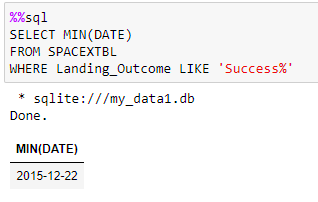 %%sql
SELECT MIN(DATE)
FROM SPACEXTBL
WHERE Landing_Outcome LIKE 'Success%'
* sqlite:///my_data1.db
Done.
MIN(DATE)
2015-12-22